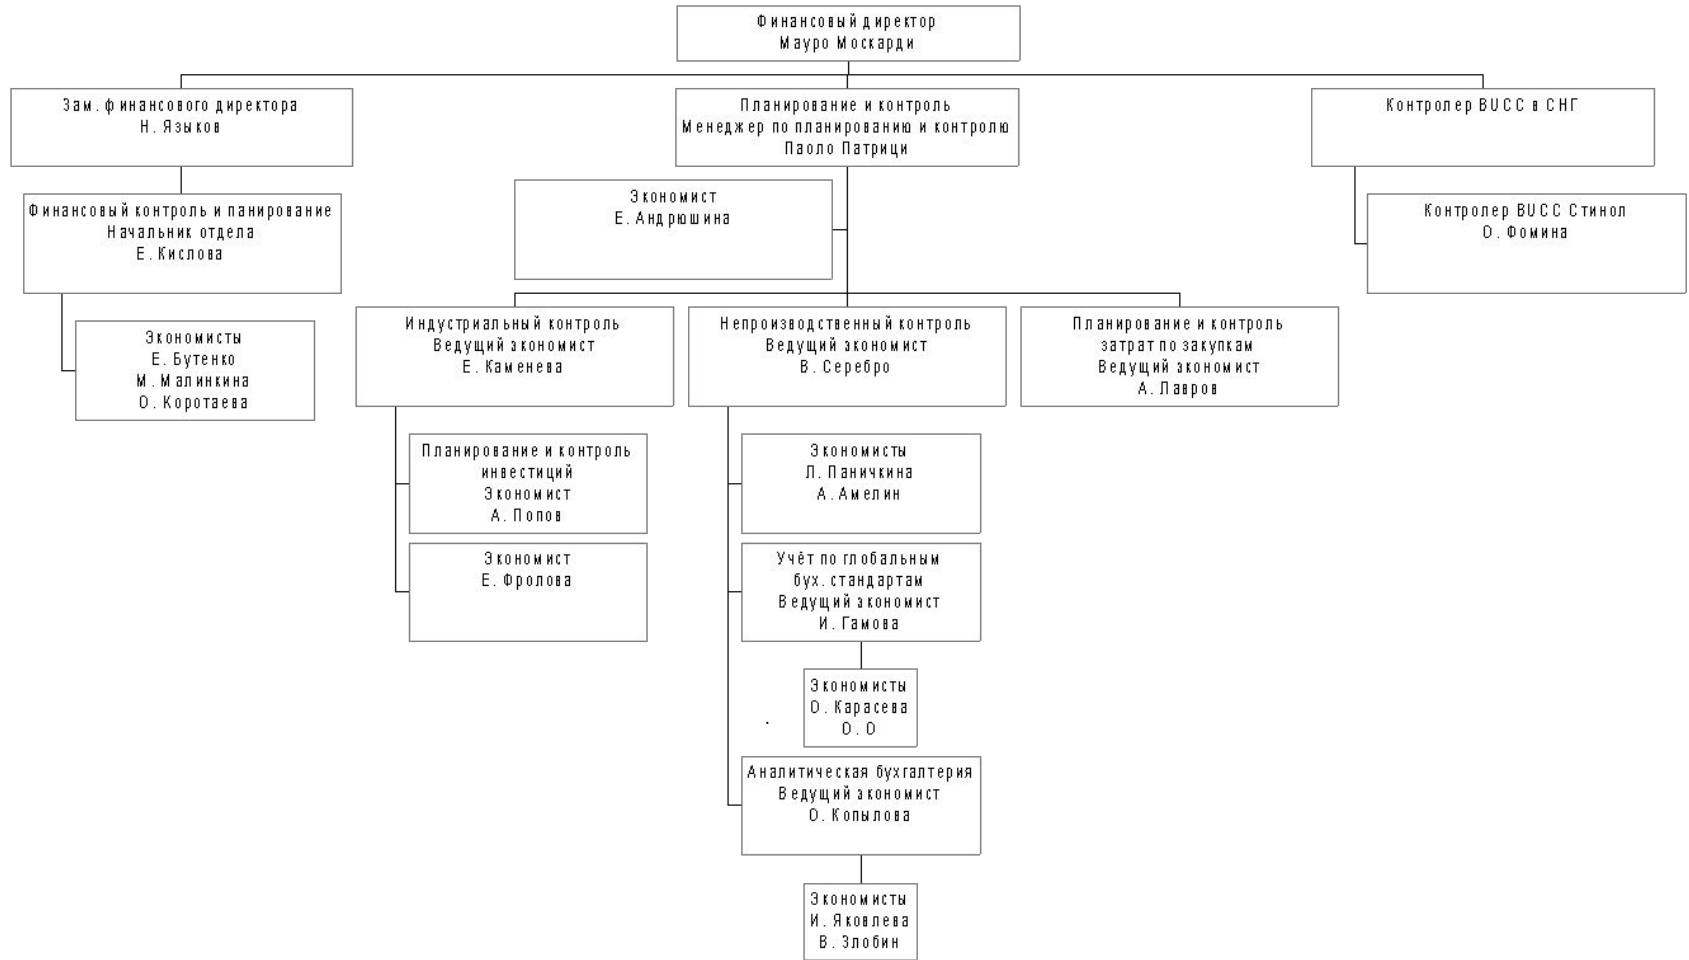 Финансовый директор
Мауро Москарди
Зам. финансового директора
Н. Языков
Планирование и контроль
Менеджер по планированию и контролю
Паоло Патрици
Контролер BUCC в СНГ
Экономист
Е. Андрюшина
Финансовый контроль и панирование
Начальник отдела
Е. Кислова
Контролер BUCC Стинол
О. Фомина
Экономисты
Е. Бутенко
М. Малинкина
О. Коротаева
Индустриальный контроль
Ведущий экономист
Е. Каменева
Непроизводственный контроль
Ведущий экономист
В. Серебро
Планирование и контроль
затрат по закупкам
Ведущий экономист
А. Лавров
Планирование и контроль
инвестиций
Экономист
А. Попов
Экономист
Е. Фролова
Экономисты
Л. Паничкина
А. Амелин
Учёт по глобальным
бух. стандартам
Ведущий экономист
И. Гамова
Экономисты
О. Карасева
О. О
Аналитическая бухгалтерия
Ведущий экономист
О. Копылова
Экономисты
И. Яковлева
В. Злобин